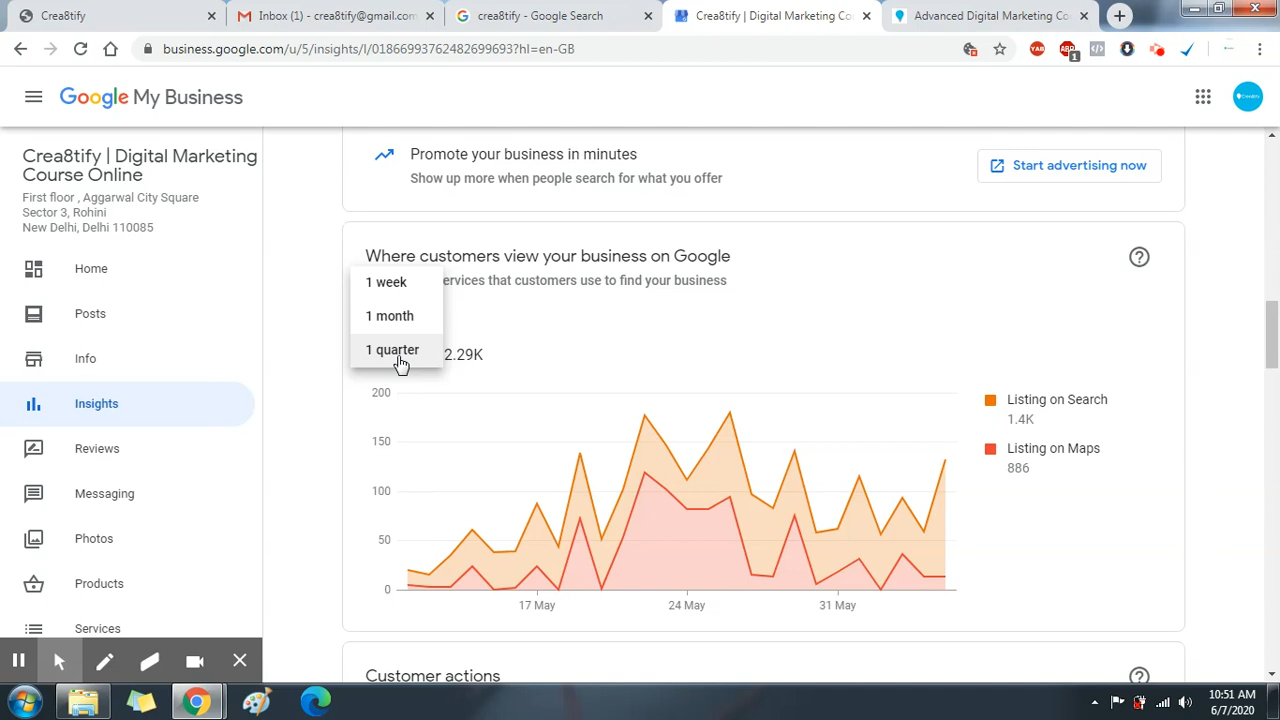 Crea8tify
Inbox (1) - crea8tify@gmail.com
crea8tify - Google Search
Crea8tify | Digital Marketing Co
Advanced Digital Marketing Co
business.google.com/u/5/insights/l/01866993762482699693?hl=en-GB
YAB
ABP
1
Google My Business
Crea8tify
Crea8tify | Digital Marketing
Course Online
First floor , Aggarwal City Square
Sector 3, Rohini
New Delhi, Delhi 110085
Home
Posts
Info
Insights
Reviews
Messaging
Photos
Products
Services
Promote your business in minutes
Show up more when people search for what you offer
Start advertising now
Where customers view your business on Google
ervices that customers use to find your business
1 week
1 month
1 quarter
2.29K
200
150
100
50
0
17 May
24 May
31 May
Listing on Search
1.4K
Listing on Maps
886
Customer actions
10:51 AM
6/7/2020